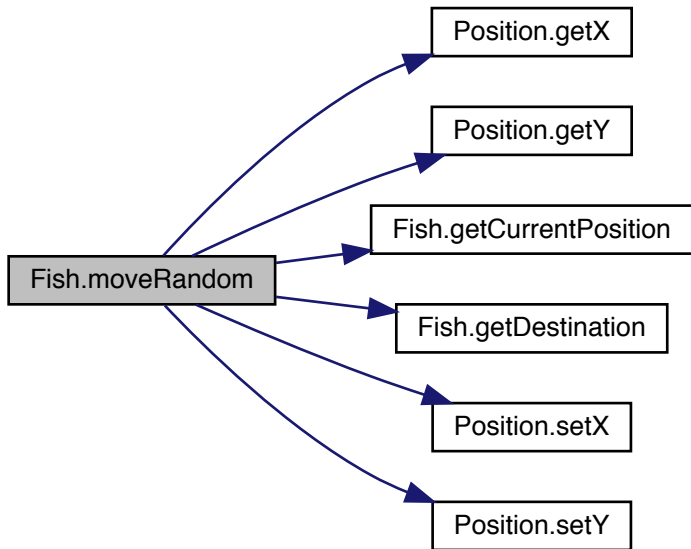 Position.getX
Position.getY
Fish.getCurrentPosition
Fish.moveRandom
Fish.getDestination
Position.setX
Position.setY